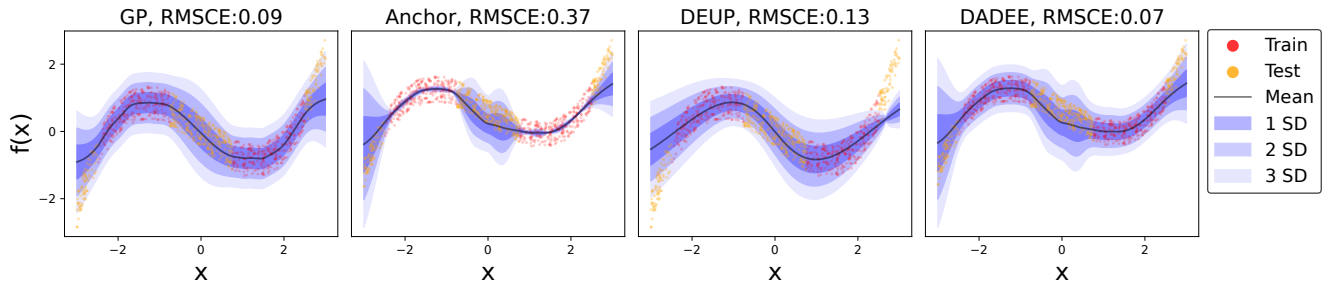 GP, RMSCE:0.09
Anchor, RMSCE:0.37
DEUP, RMSCE:0.13
DADEE, RMSCE:0.07
f(x)
2
0
−2
−2 0 2
−2 0 2
−2 0 2
−2 0 2
x
x
x
x
Train
Test
Mean
1 SD
2 SD
3 SD